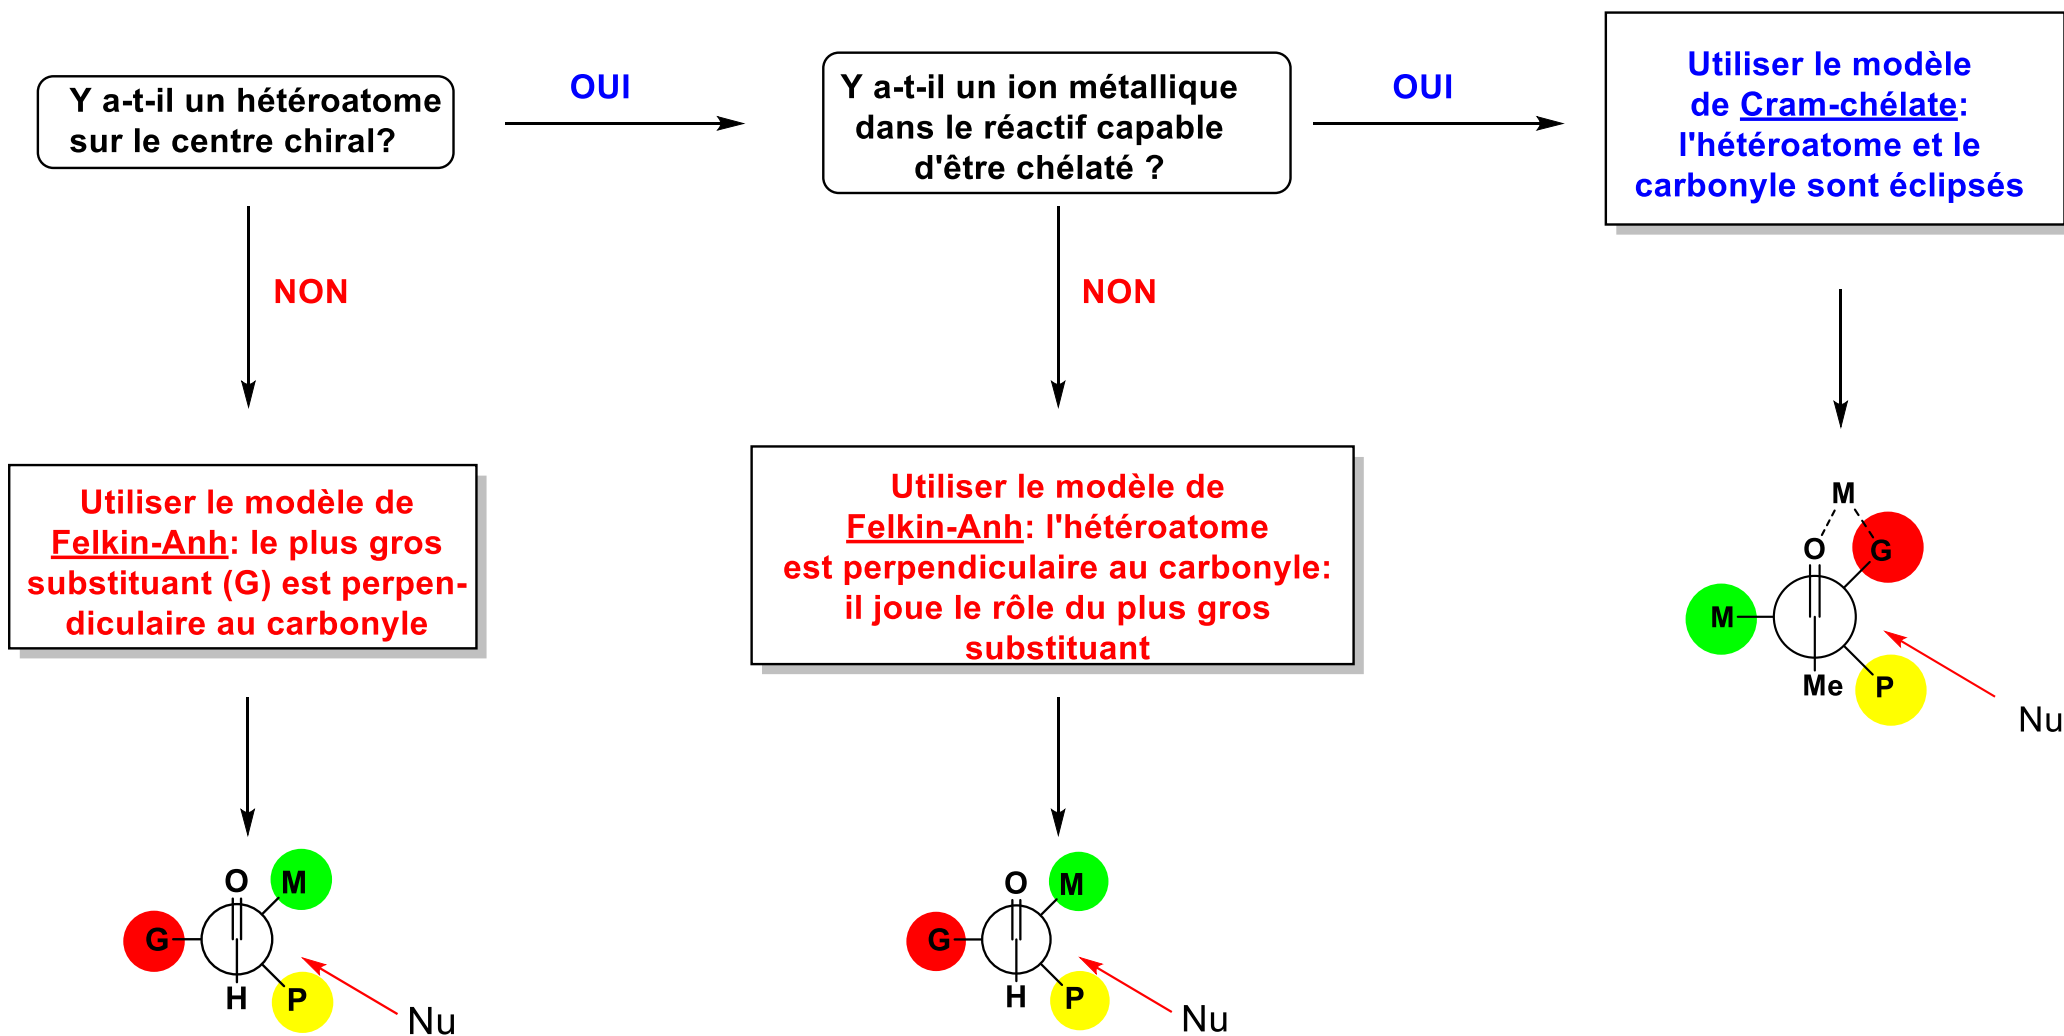 Y a-t-il un hétéroatome
sur le centre chiral?
OUI
Y a-t-il un ion métallique
dans le réactif capable
d'être chélaté ?
OUI
Utiliser le modèle
de Cram-chélate:
l'hétéroatome et le
carbonyle sont éclipsés
NON
NON
Utiliser le modèle de
Felkin-Anh: le plus gros
substituant (G) est perpen-
diculaire au carbonyle
Utiliser le modèle de
Felkin-Anh: l'hétéroatome
est perpendiculaire au carbonyle:
il joue le rôle du plus gros
substituant
M
O
G
M
Me
P
Nu
O
M
G
H
P
Nu
O
M
G
H
P
Nu